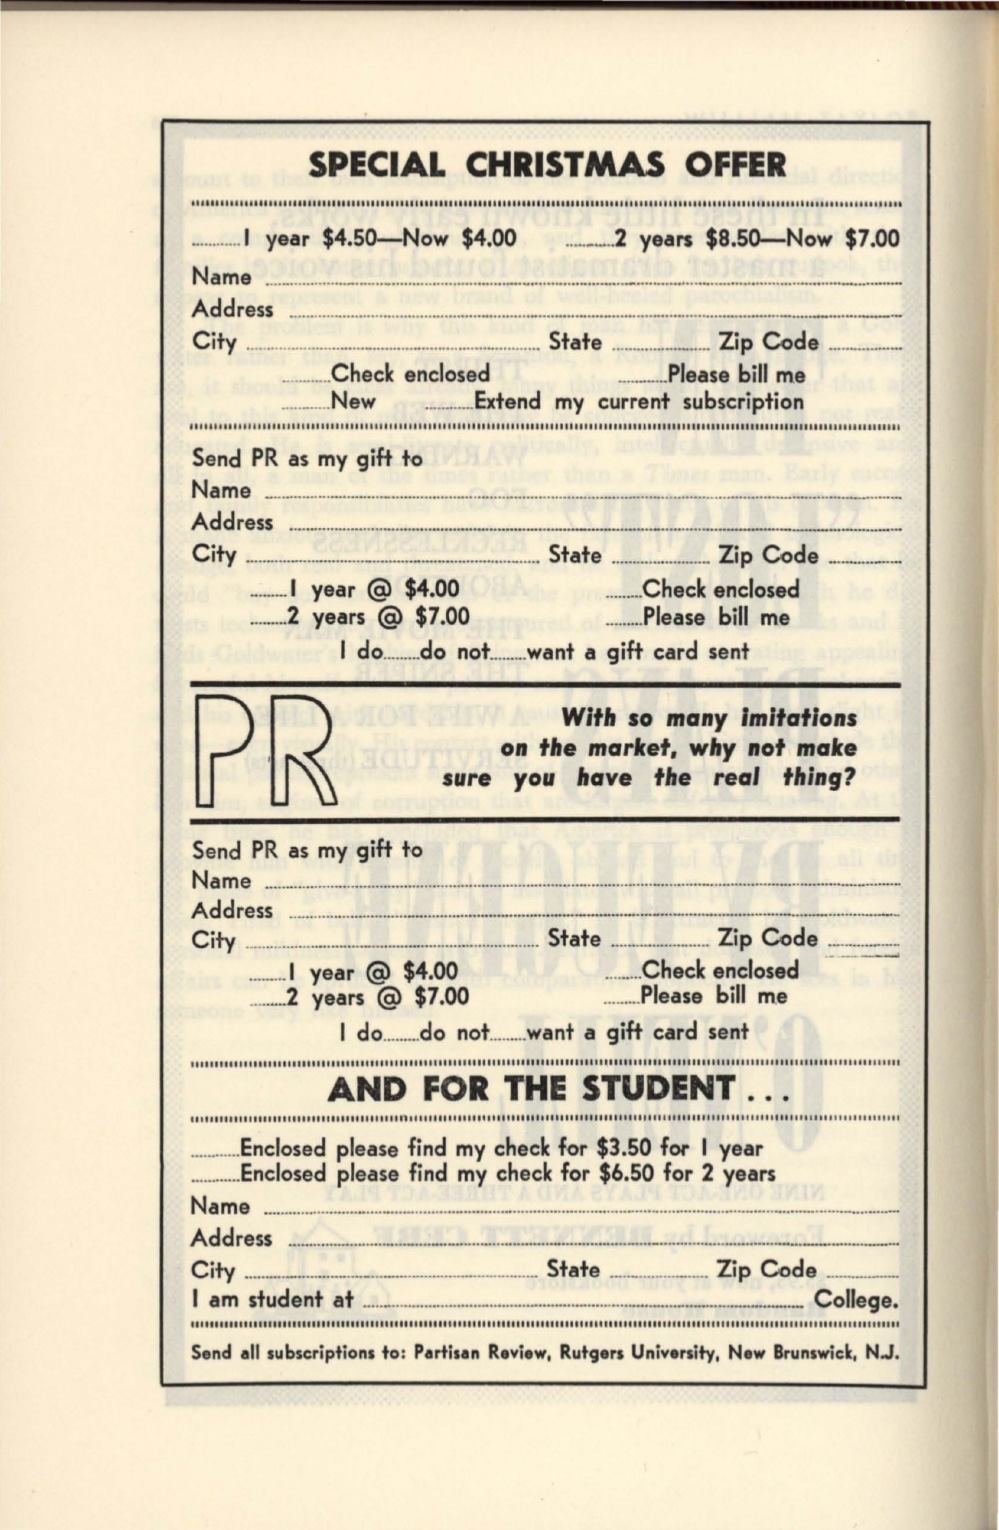 SPECIAL CHRISTMAS OFFER
1 year $4.50—Now $4.00 2 years $8.50—Now $7.00
Name
Address
City State Zip Code
Check enclosed Please bill me
New Extend my current subscription
Send PR as my gift to
Name
Address
City State Zip Code
1 year @ $4.00 Check enclosed
2 years @ $7.00 Please bill me
I do do not want a gift card sent
PR
With so many imitations
on the market, why not make
sure you have the real thing?
Send PR as my gift to
Name
Address
City State Zip Code
1 year @ $4.00 Check enclosed
2 years @ $7.00 Please bill me
I do do not want a gift card sent
AND FOR THE STUDENT . . .
Enclosed please find my check for $3.50 for 1 year
Enclosed please find my check for $6.50 for 2 years
Name
Address
City State Zip Code
I am student at College.
Send all subscriptions to: Partisan Review, Rutgers University, New Brunswick, N.J.